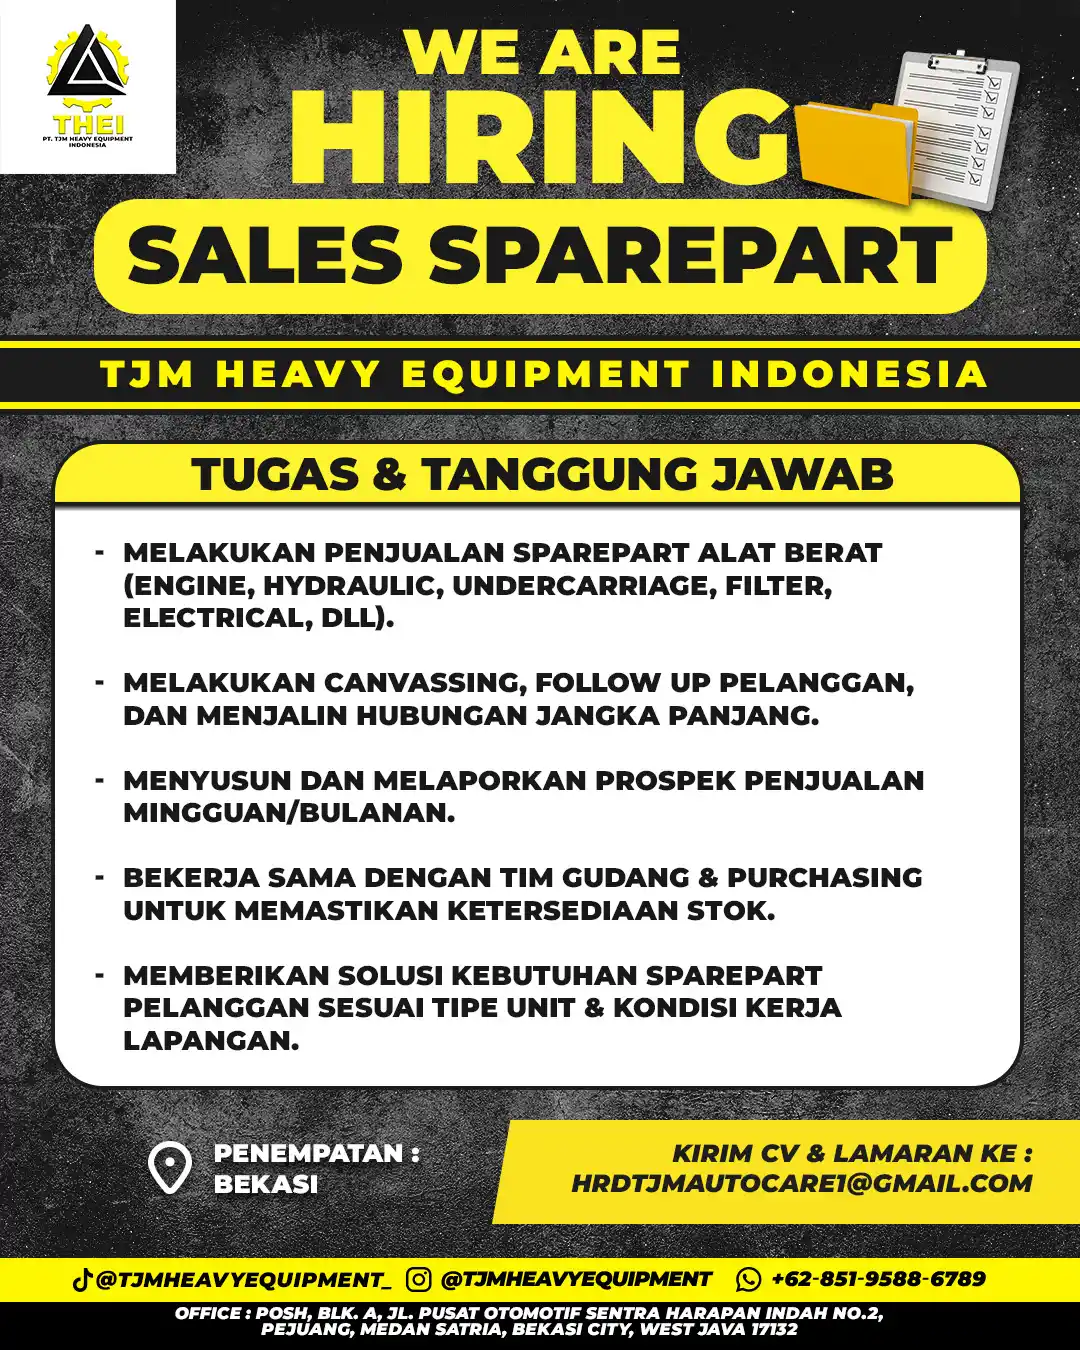 THEI
PT. TJM HEAVY EQUIPMENT
INDONESIA
WE ARE
HIRING
SALES SPAREPART
TJM HEAVY EQUIPMENT INDONESIA
TUGAS & TANGGUNG JAWAB
- MELAKUKAN PENJUALAN SPAREPART ALAT BERAT
(ENGINE, HYDRAULIC, UNDERCARRIAGE, FILTER,
ELECTRICAL, DLL).
- MELAKUKAN CANVASSING, FOLLOW UP PELANGGAN,
DAN MENJALIN HUBUNGAN JANGKA PANJANG.
- MENYUSUN DAN MELAPORKAN PROSPEK PENJUALAN
MINGGUAN/BULANAN.
- BEKERJA SAMA DENGAN TIM GUDANG & PURCHASING
UNTUK MEMASTIKAN KETERSEDIAAN STOK.
- MEMBERIKAN SOLUSI KEBUTUHAN SPAREPART
PELANGGAN SESUAI TIPE UNIT & KONDISI KERJA
LAPANGAN.
PENEMPATAN :
BEKASI
KIRIM CV & LAMARAN KE :
HRDTJMAUTOCARE1@GMAIL.COM
@TJMHEAVYEQUIPMENT_ @TJMHEAVYEQUIPMENT +62-851-9588-6789
OFFICE : POSH, BLK. A, JL. PUSAT OTOMOTIF SENTRA HARAPAN INDAH NO.2,
PEJUANG, MEDAN SATRIA, BEKASI CITY, WEST JAVA 17132